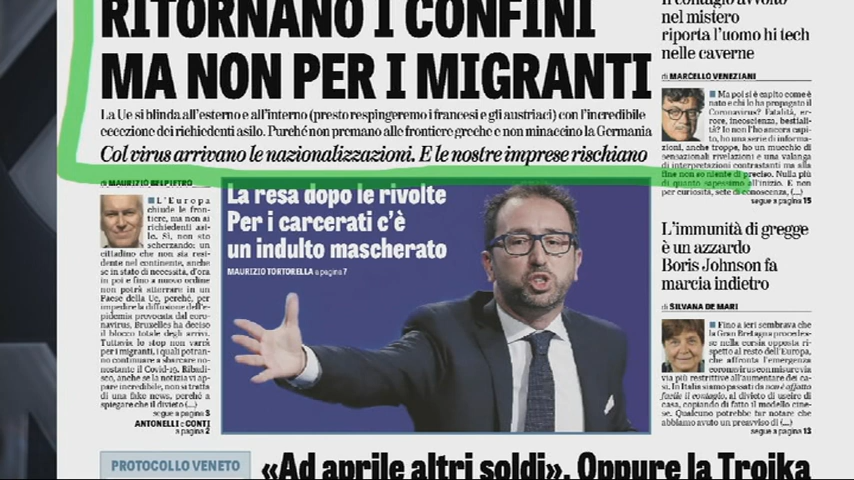 RITORNANO I CONFINI
MA NON PER I MIGRANTI
La Ue si blinda all'esterno e all'interno (presto respingeremo i francesi e gli austriaci) con l'incredibile
eccezione dei richiedenti asilo. Purché non premano alle frontiere greche e non minaccino la Germania
Col virus arrivano le nazionalizzazioni. E le nostre imprese rischiano
di MAURIZIO BELPIETRO
L'Europa
chiude le fron-
tiere, ma non ai
richiedenti asi-
lo. Sì, non sto
scherzando: un
cittadino che non sia resi-
dente nel continente, anche
se in stato di necessità, d'ora
in poi e fino a nuovo ordine
non potrà atterrare in un
Paese della Ue, perché, per
impedire la diffusione dell'e-
pidemia provocata dal co-
ronavirus, Bruxelles ha deciso
il blocco totale degli arrivi.
Tuttavia lo stop non varrà
per i migranti, i quali potran-
no continuare a sbarcare no-
nostante il Covid-19. Ribadi-
sco, anche se la notizia vi ap-
pare incredibile, non si tratta
di una fake news, perché a
spiegare che il divieto (...)
segue a pagina 3
ANTONELLI e CONTI
a pagina 2
La resa dopo le rivolte
Per i carcerati c'è
un indulto mascherato
MAURIZIO TORTORELLA a pagina 7
Il contagio avvolto
nel mistero
riporta l'uomo hi tech
nelle caverne
di MARCELLO VENEZIANI
Ma poi si è capito come è
nato e chi lo ha propagato il
Coronavirus? Fatalità, er-
rore, incoscienza, bestiali-
tà? Io non l'ho ancora capi-
to, ho una serie di informa-
zioni, anche troppe, ho un mucchio di
sensazionali rivelazioni e una valanga
di interpretazioni contrastanti ma alla
fine non so niente di preciso. Nulla più
di quanto sapessimo all'inizio. E non
per curiosità, sete di conoscenza, (...)
segue a pagina 15
L'immunità di gregge
è un azzardo
Boris Johnson fa
marcia indietro
di SILVANA DE MARI
Fino a ieri sembrava che
la Gran Bretagna procedes-
se nella corsia opposta ri-
spetto al resto dell'Europa,
che affronta l'emergenza
coronavirus con misure via
via più restrittive all'aumentare dei ca-
si. In Italia siamo passati da non è affatto
facile il contagio, al divieto di uscire di
casa, copiando di fatto il modello cine-
se. Qualcuno potrebbe far notare che
abbiamo avuto un preavviso di (...)
segue a pagina 13
PROTOCOLLO VENETO
«Ad aprile altri soldi». Oppure la Troika